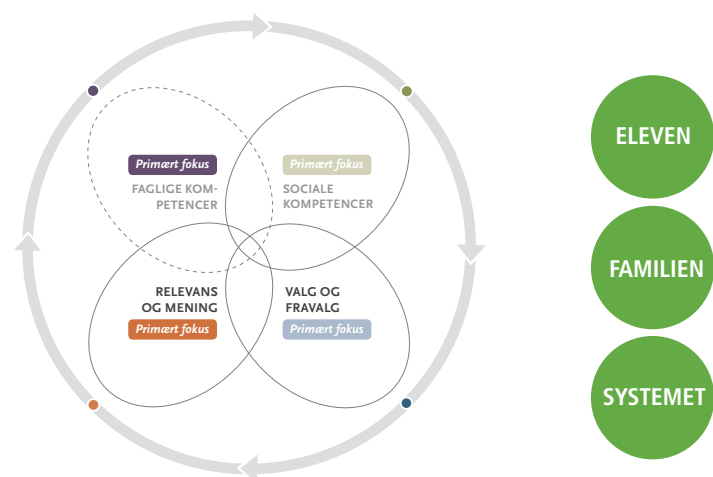 Primært fokus
FAGLIGE KOM-
PETENCER
Primært fokus
SOCIALE
KOMPETENCER
RELEVANS
OG MENING
Primært fokus
VALG OG
FRAVALG
Primært fokus
ELEVEN
FAMILIEN
SYSTEMET